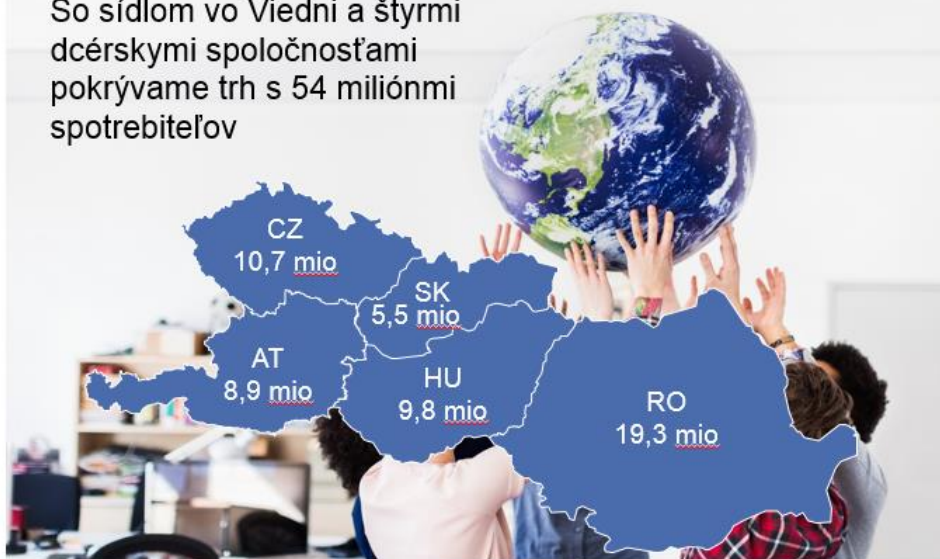 So sídlom vo Viedni a štyrmi
dcérskymi spoločnosťami
pokrývame trh s 54 miliónmi
spotrebiteľov
CZ
10,7 mio
SK
5,5 mio
AT
8,9 mio
HU
9,8 mio
RO
19,3 mio